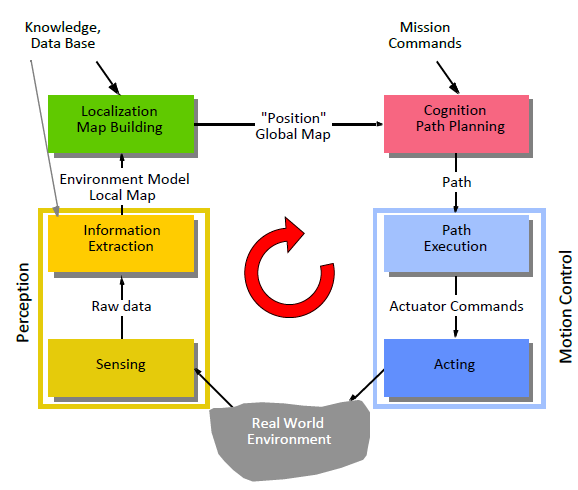 Knowledge,
Data Base
Mission
Commands
Localization
Map Building
"Position"
Global Map
Cognition
Path Planning
Environment Model
Local Map
Path
Information
Extraction
Path
Execution
Perception
Raw data
Actuator Commands
Motion Control
Sensing
Acting
Real World
Environment